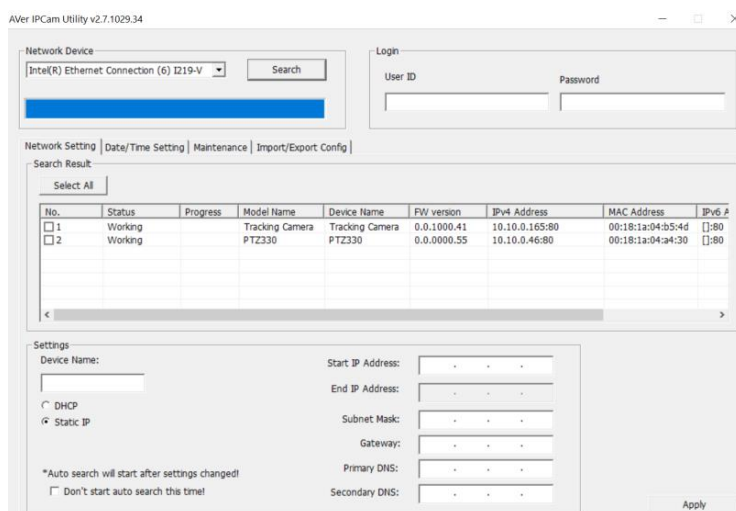 AVer IPCam Utility v2.7.1029.34
Network Device
Intel(R) Ethernet Connection (6) I219-V
Search
Login
User ID
Password
Network Setting Date/Time Setting Maintenance Import/Export Config
Search Result
Select All
No. Status Progress Model Name Device Name FW version IPv4 Address MAC Address IPv6 A
1 Working Tracking Camera Tracking Camera 0.0.1000.41 10.10.0.165:80 00:18:1a:04:b5:4d []:80
2 Working PTZ330 PTZ330 0.0.0000.55 10.10.0.46:80 00:18:1a:04:a4:30 []:80
Settings
Device Name:
DHCP
Static IP
*Auto search will start after settings changed!
Don't start auto search this time!
Start IP Address:
End IP Address:
Subnet Mask:
Gateway:
Primary DNS:
Secondary DNS:
Apply